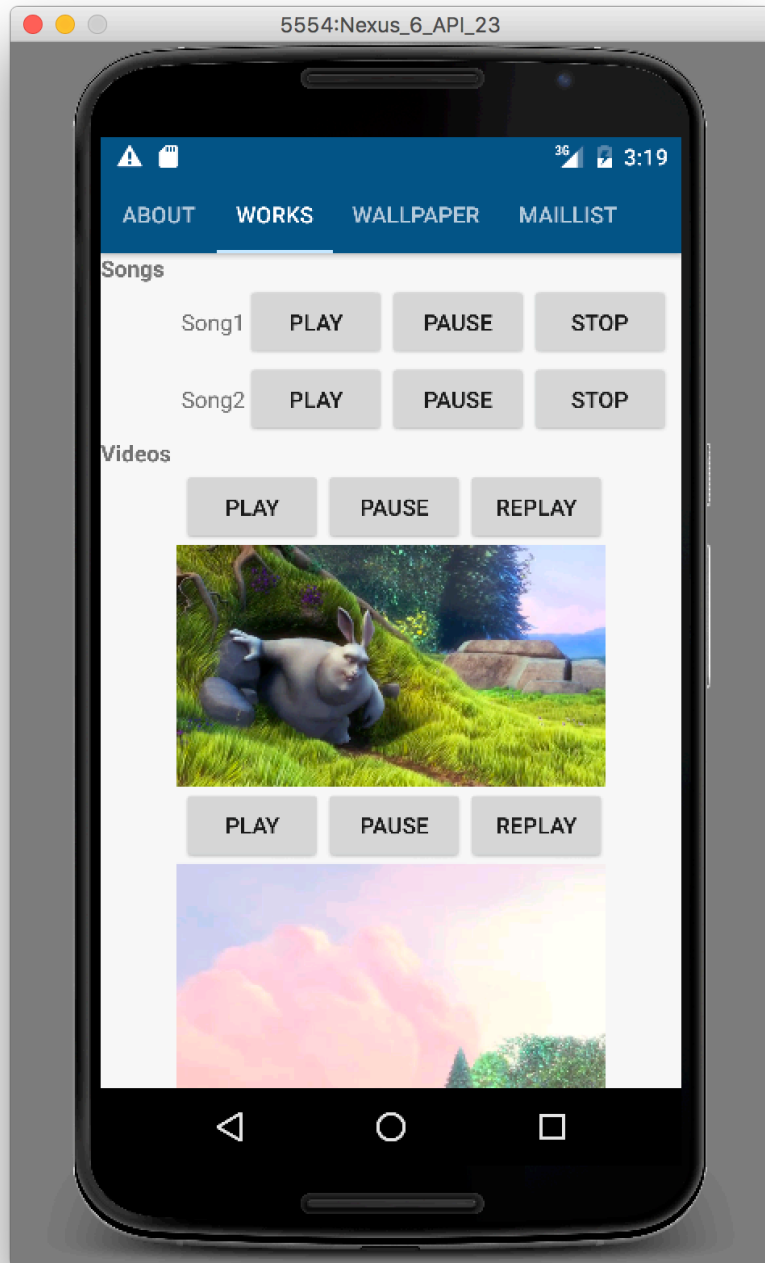 5554:Nexus_6_API_23
3G 3:19
ABOUT WORKS WALLPAPER MAILLIST
Songs
Song1 PLAY PAUSE STOP
Song2 PLAY PAUSE STOP
Videos
PLAY PAUSE REPLAY
PLAY PAUSE REPLAY